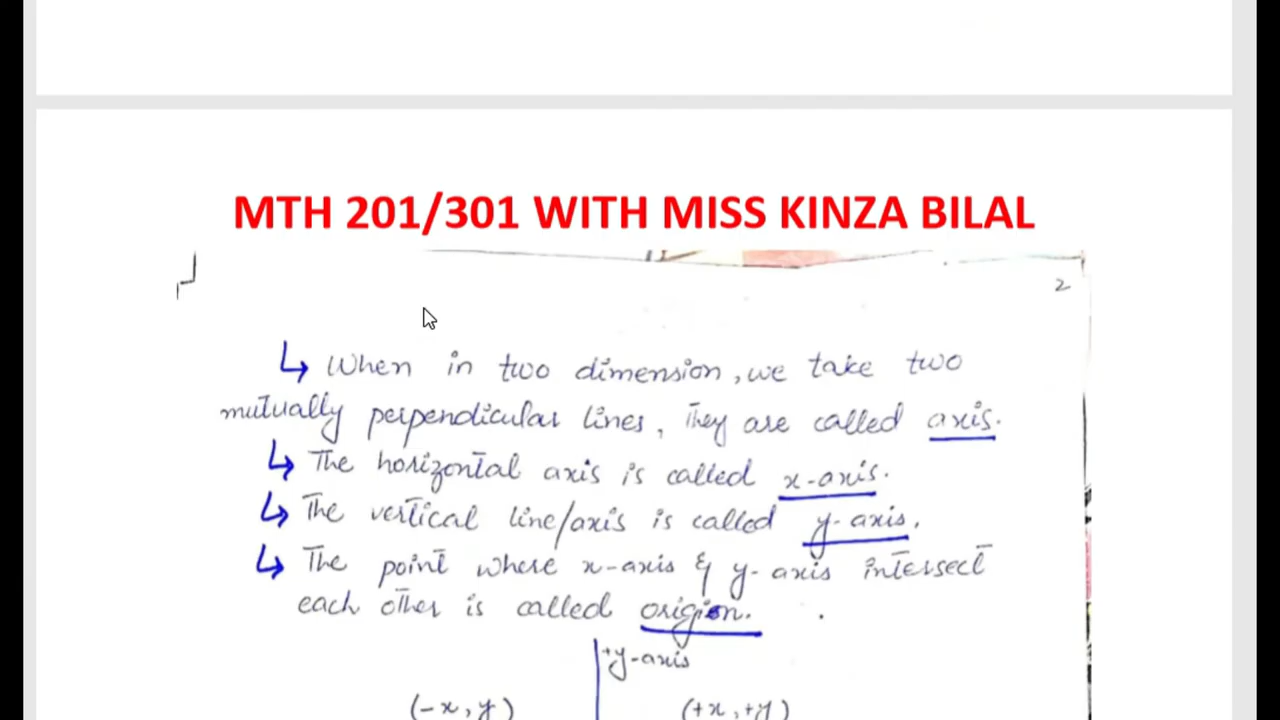 MTH 201/301 WITH MISS KINZA BILAL
2
↳ When in two dimension, we take two
mutually perpendicular lines, They are called axis.
↳ The horizontal axis is called x-axis.
↳ The vertical line/axis is called y-axis.
↳ The point where x-axis & y-axis intersect
each other is called origion.
+y-axis
(-x, y) (+x, +y)